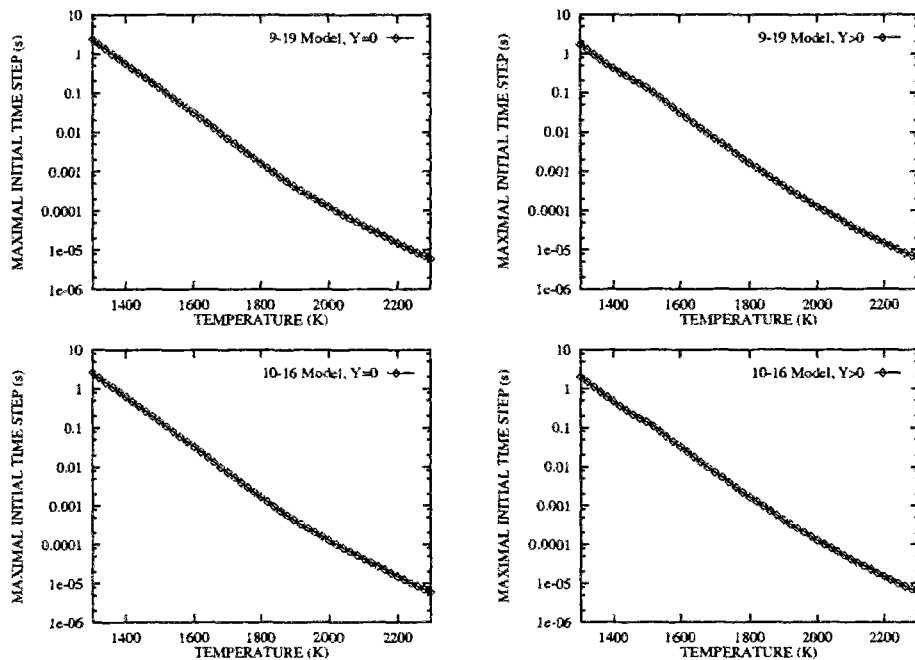 MAXIMAL INITIAL TIME STEP (s)
10
1
0.1
0.01
0.001
0.0001
1e-05
1e-06
9-19 Model, Y=0
1400 1600 1800 2000 2200
TEMPERATURE (K)
MAXIMAL INITIAL TIME STEP (s)
10
1
0.1
0.01
0.001
0.0001
1e-05
1e-06
9-19 Model, Y>0
1400 1600 1800 2000 2200
TEMPERATURE (K)
MAXIMAL INITIAL TIME STEP (s)
10
1
0.1
0.01
0.001
0.0001
1e-05
1e-06
10-16 Model, Y=0
1400 1600 1800 2000 2200
TEMPERATURE (K)
MAXIMAL INITIAL TIME STEP (s)
10
1
0.1
0.01
0.001
0.0001
1e-05
1e-06
10-16 Model, Y>0
1400 1600 1800 2000 2200
TEMPERATURE (K)